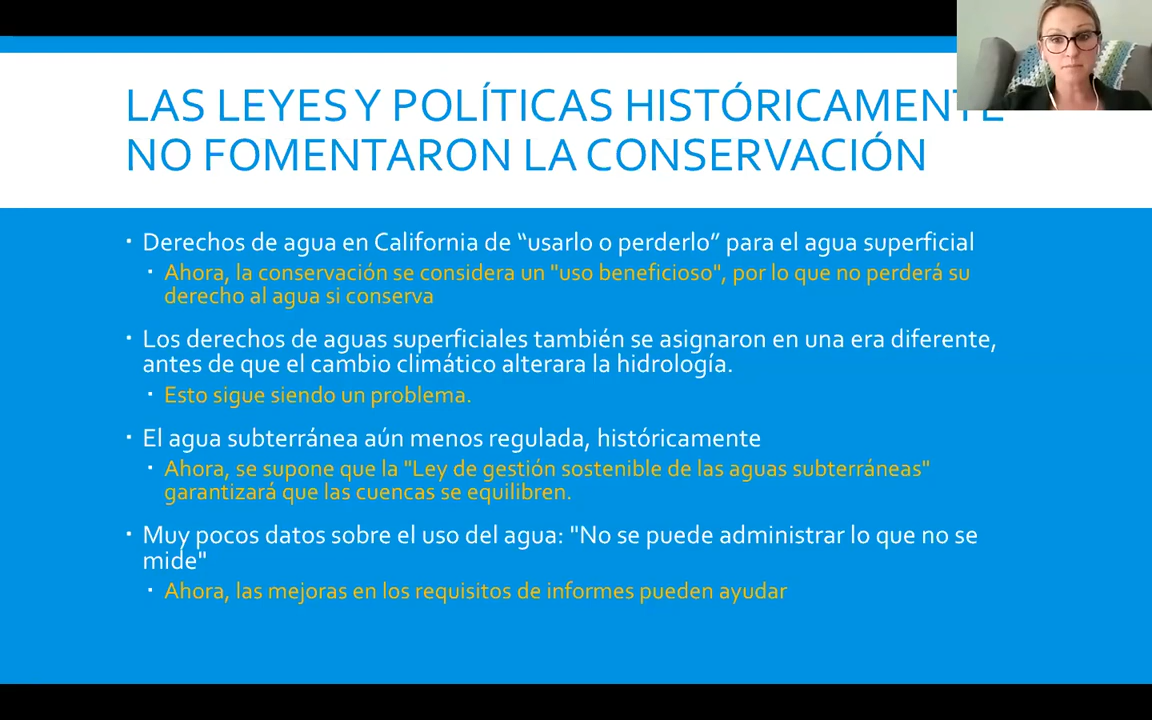 LAS LEYES Y POLÍTICAS HISTÓRICAMENTE
NO FOMENTARON LA CONSERVACIÓN
▪ Derechos de agua en California de “usarlo o perderlo” para el agua superficial
▪ Ahora, la conservación se considera un "uso beneficioso", por lo que no perderá su
derecho al agua si conserva
▪ Los derechos de aguas superficiales también se asignaron en una era diferente,
antes de que el cambio climático alterara la hidrología.
▪ Esto sigue siendo un problema.
▪ El agua subterránea aún menos regulada, históricamente
▪ Ahora, se supone que la "Ley de gestión sostenible de las aguas subterráneas"
garantizará que las cuencas se equilibren.
▪ Muy pocos datos sobre el uso del agua: "No se puede administrar lo que no se
mide"
▪ Ahora, las mejoras en los requisitos de informes pueden ayudar